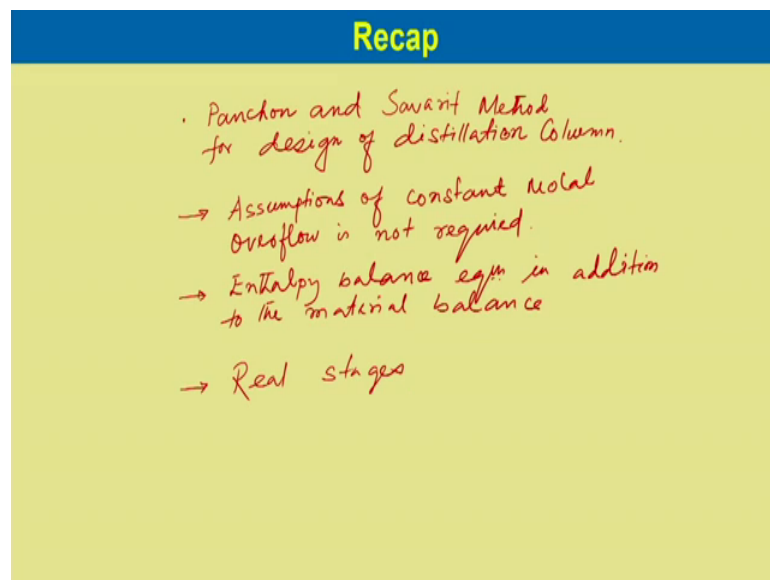 Recap
· Panchon and Savarit Method
for design of distillation Column.
→ Assumptions of constant Molal
overflow is not required.
→ Enthalpy balance eqn in addition
to the material balance
→ Real stages